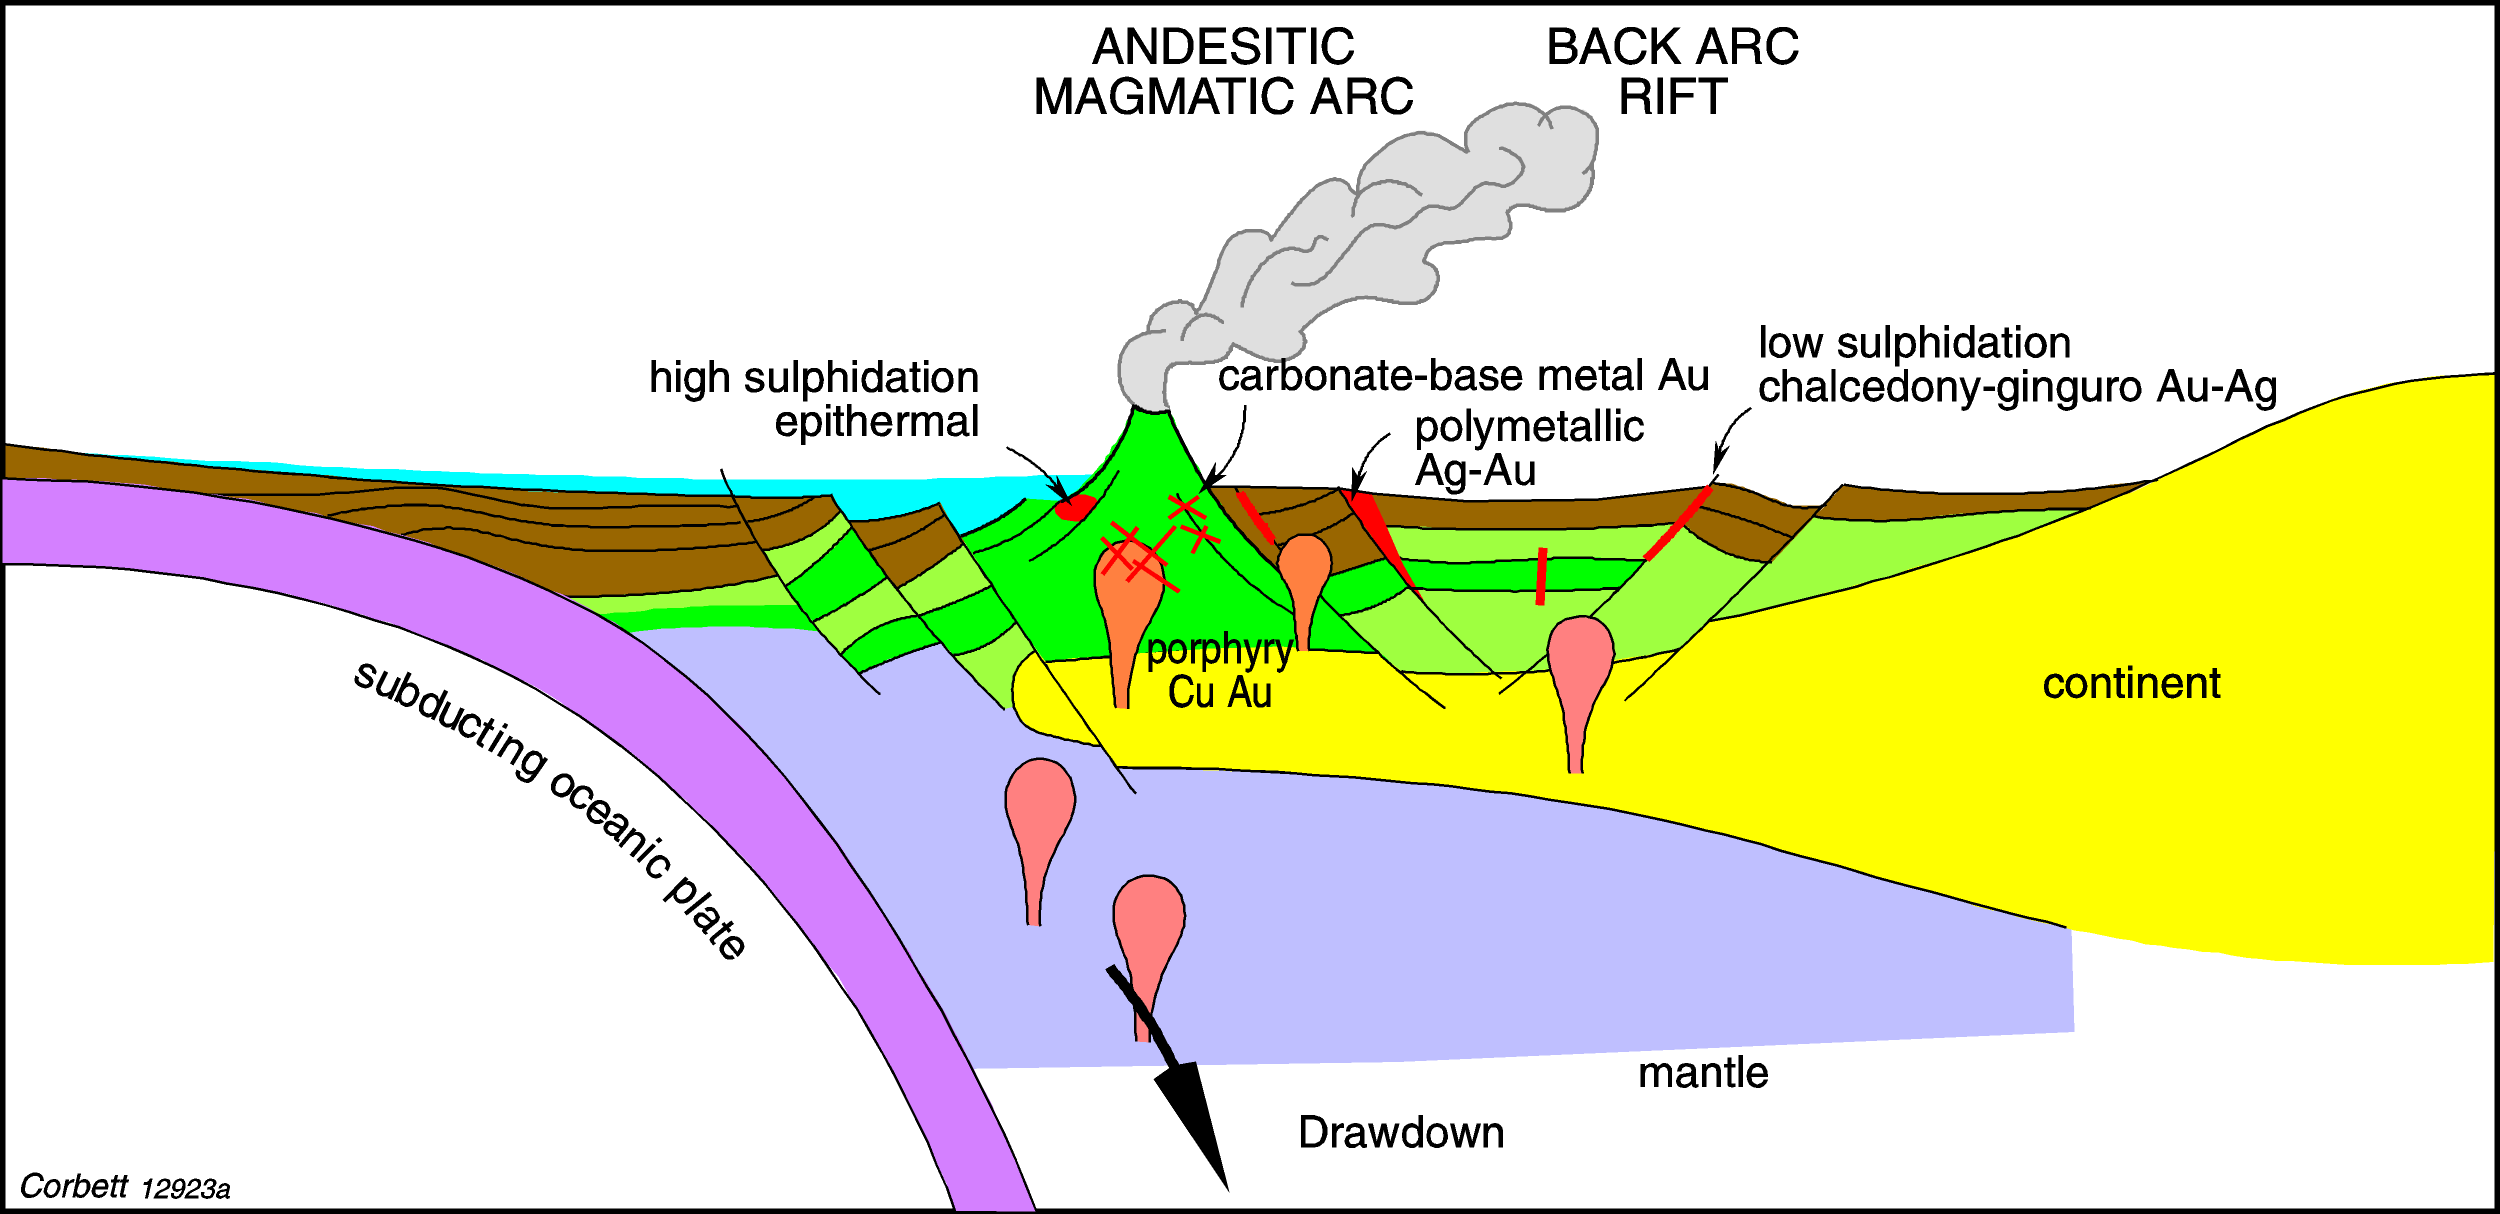 ANDESITIC
MAGMATIC ARC
BACK ARC
RIFT
high sulphidation
epithermal
carbonate-base metal Au
polymetallic
Ag-Au
low sulphidation
chalcedony-ginguro Au-Ag
porphyry
Cu Au
continent
subducting oceanic plate
mantle
Drawdown
Corbett 12923a